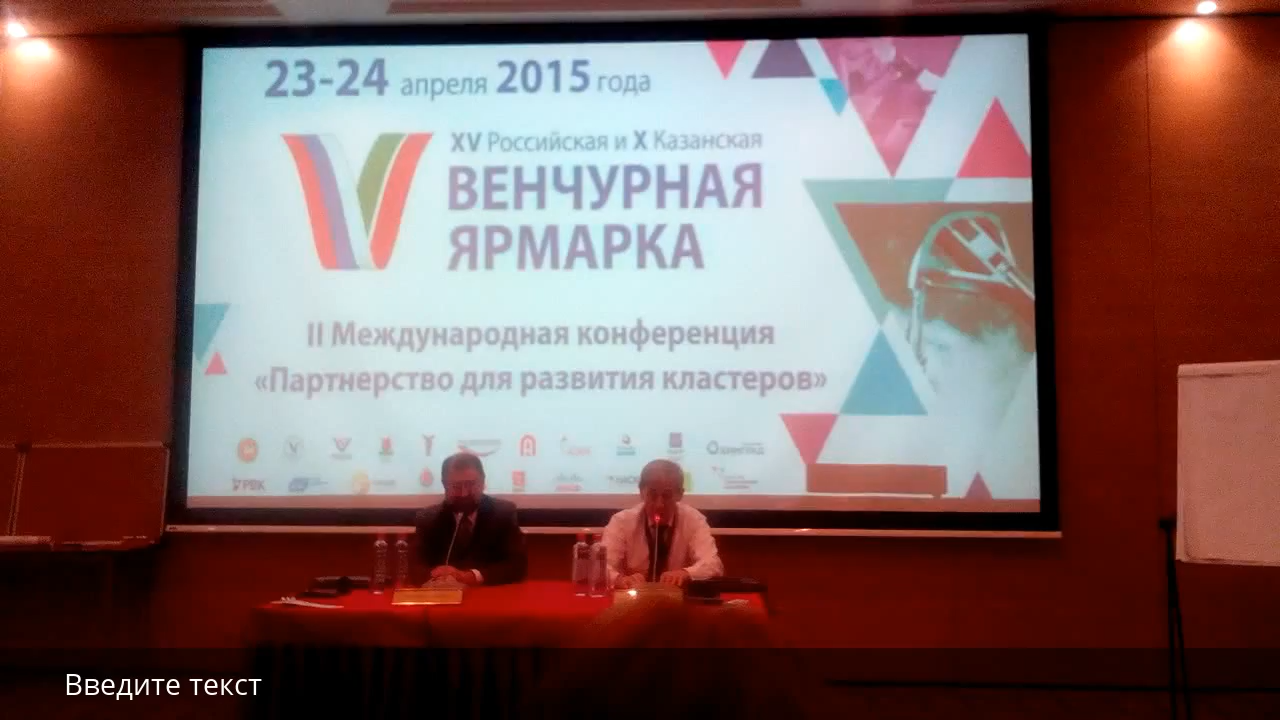 23-24 апреля 2015 года
XV Российская и X Казанская
ВЕНЧУРНАЯ
ЯРМАРКА
II Международная конференция
«Партнерство для развития кластеров»
РВК
Введите текст